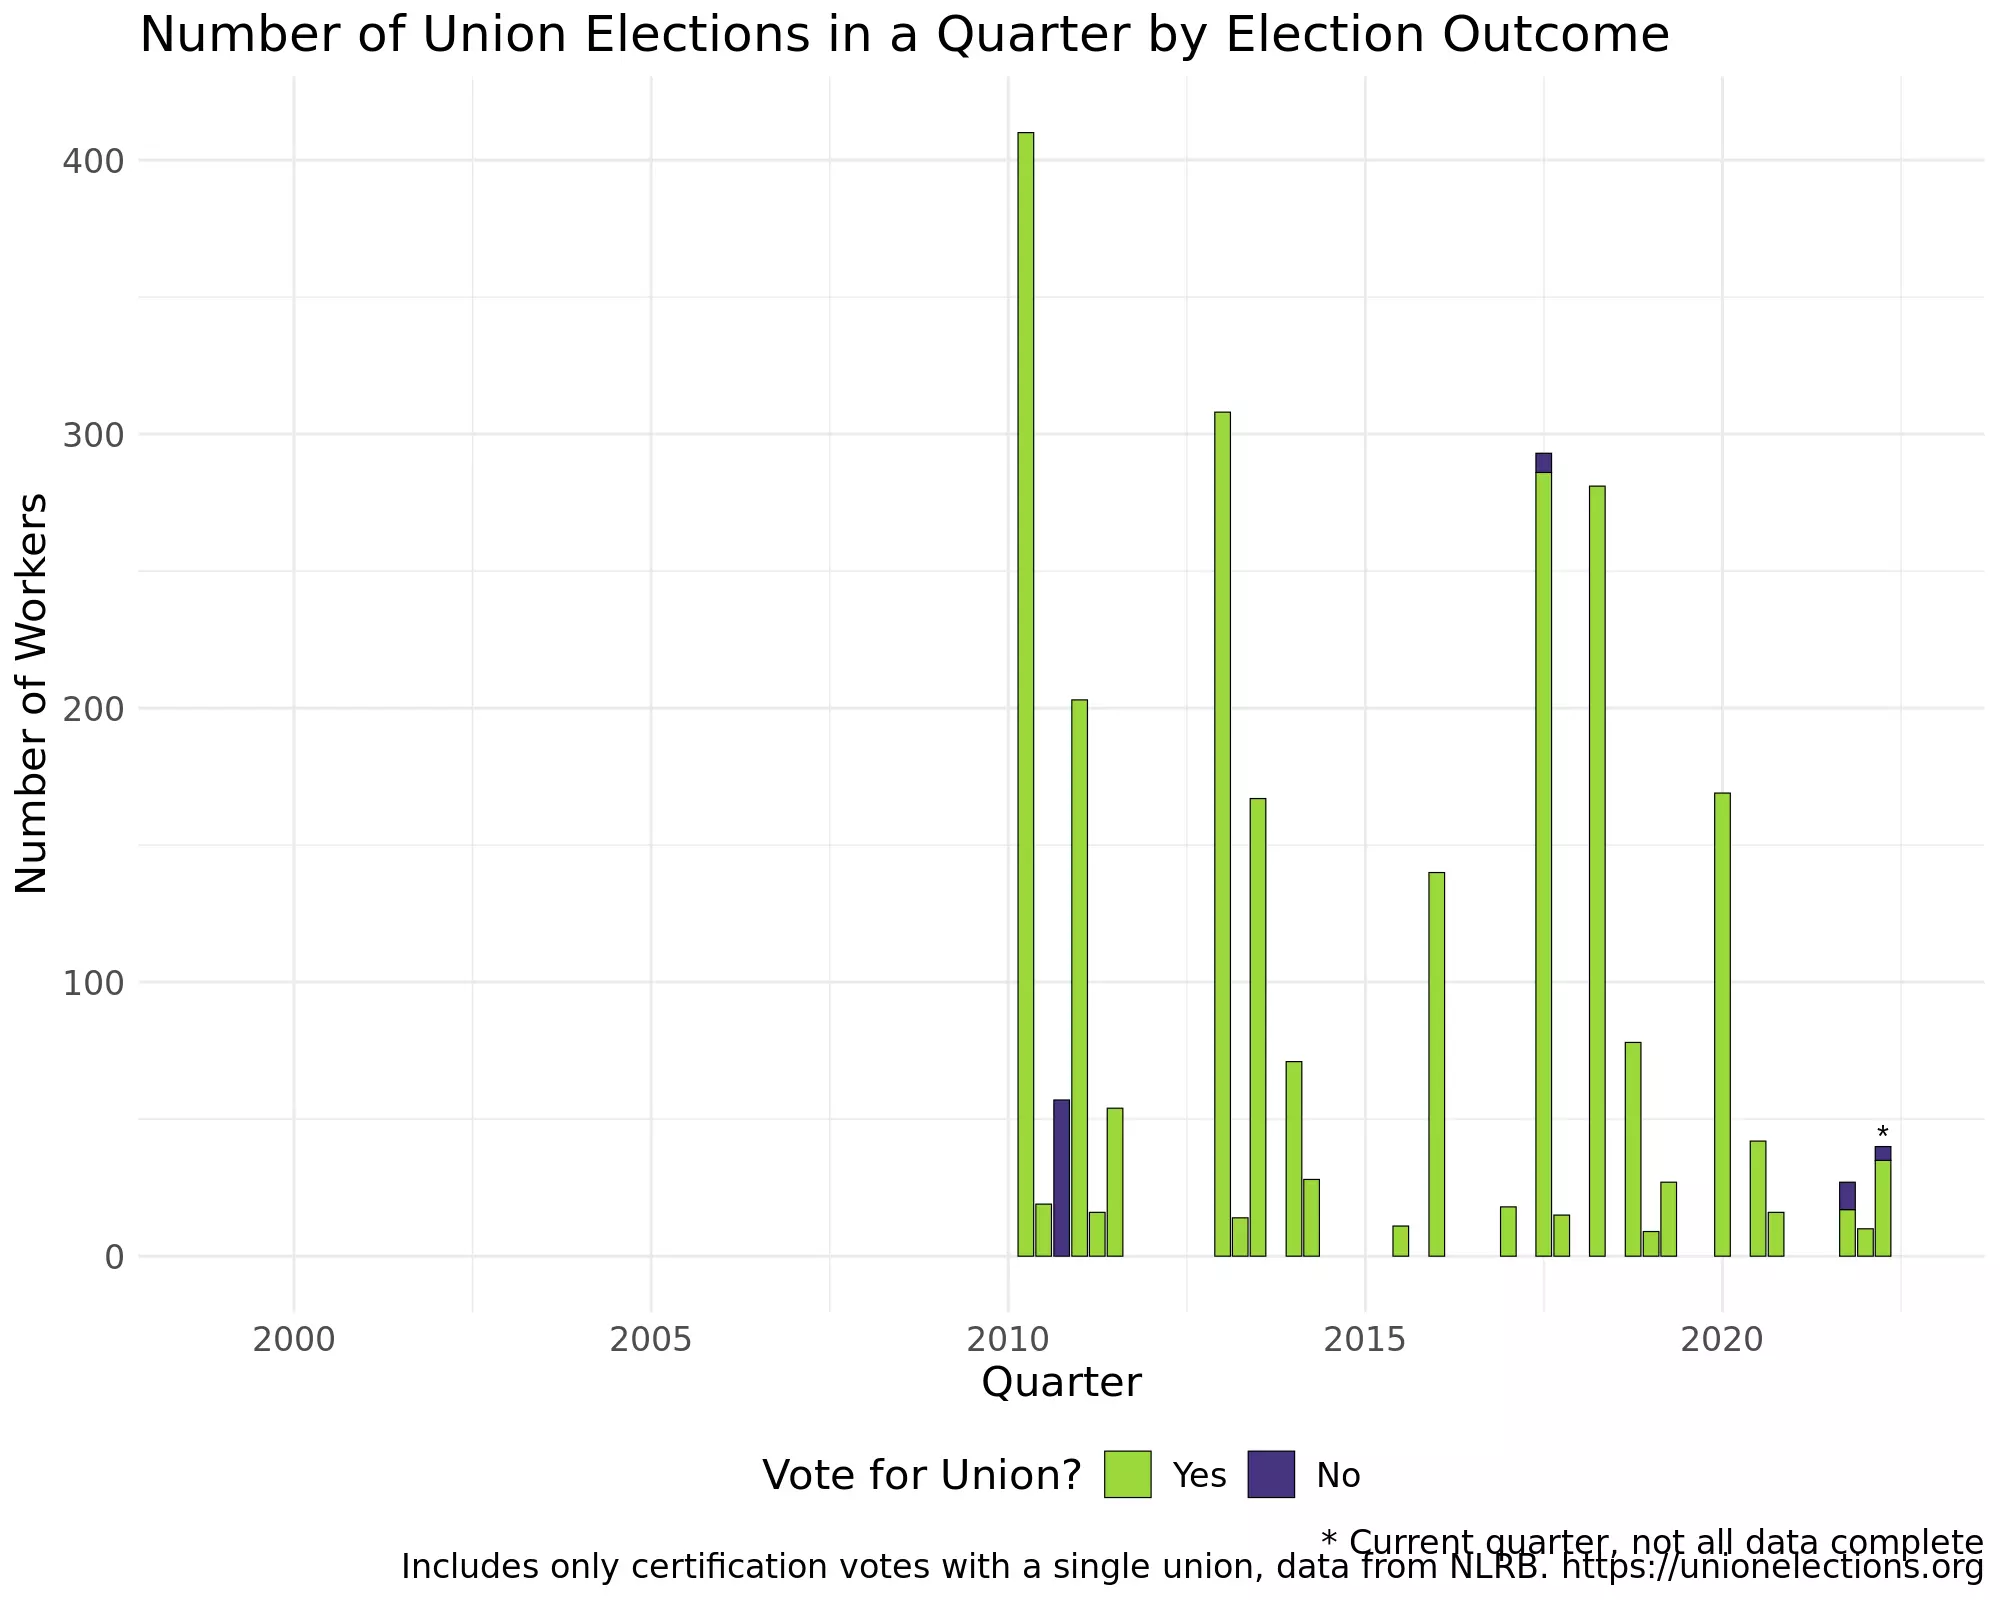 Number of Union Elections in a Quarter by Election Outcome
Number of Workers
400
300
200
100
0
*
2000 2005 2010 2015 2020
Quarter
Vote for Union? Yes No
* Current quarter, not all data complete
Includes only certification votes with a single union, data from NLRB. https://unionelections.org